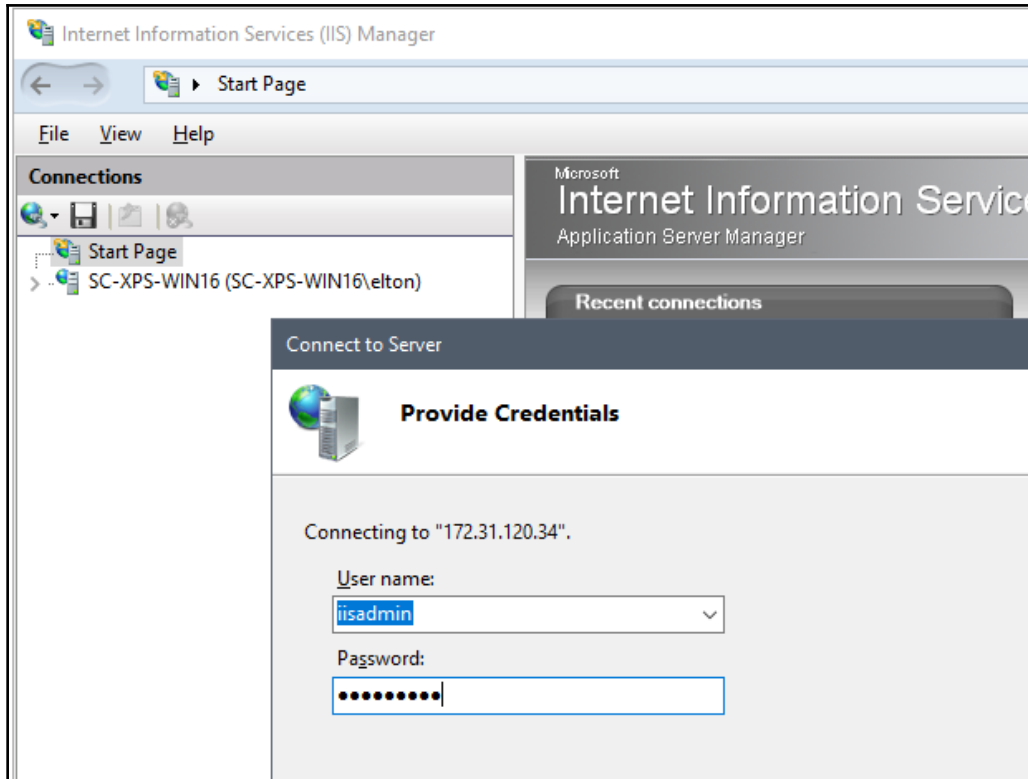 Internet Information Services (IIS) Manager
Start Page
File View Help
Connections
Start Page
SC-XPS-WIN16 (SC-XPS-WIN16\elton)
Microsoft
Internet Information
Application Server Manager
Recent connections
Connect to Server
Provide Credentials
Connecting to "172.31.120.34".
User name:
iisadmin
Password:
•••••••••